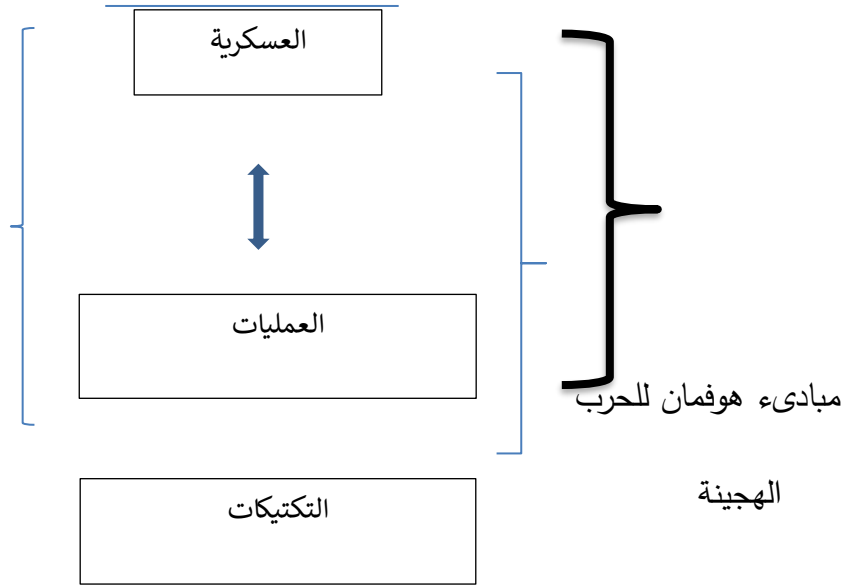 العسكرية
العمليات
مبادىء هوفمان للحرب
الهجينة
التكتيكات